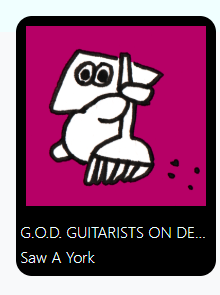 G.O.D. GUITARISTS ON DE...
Saw A York